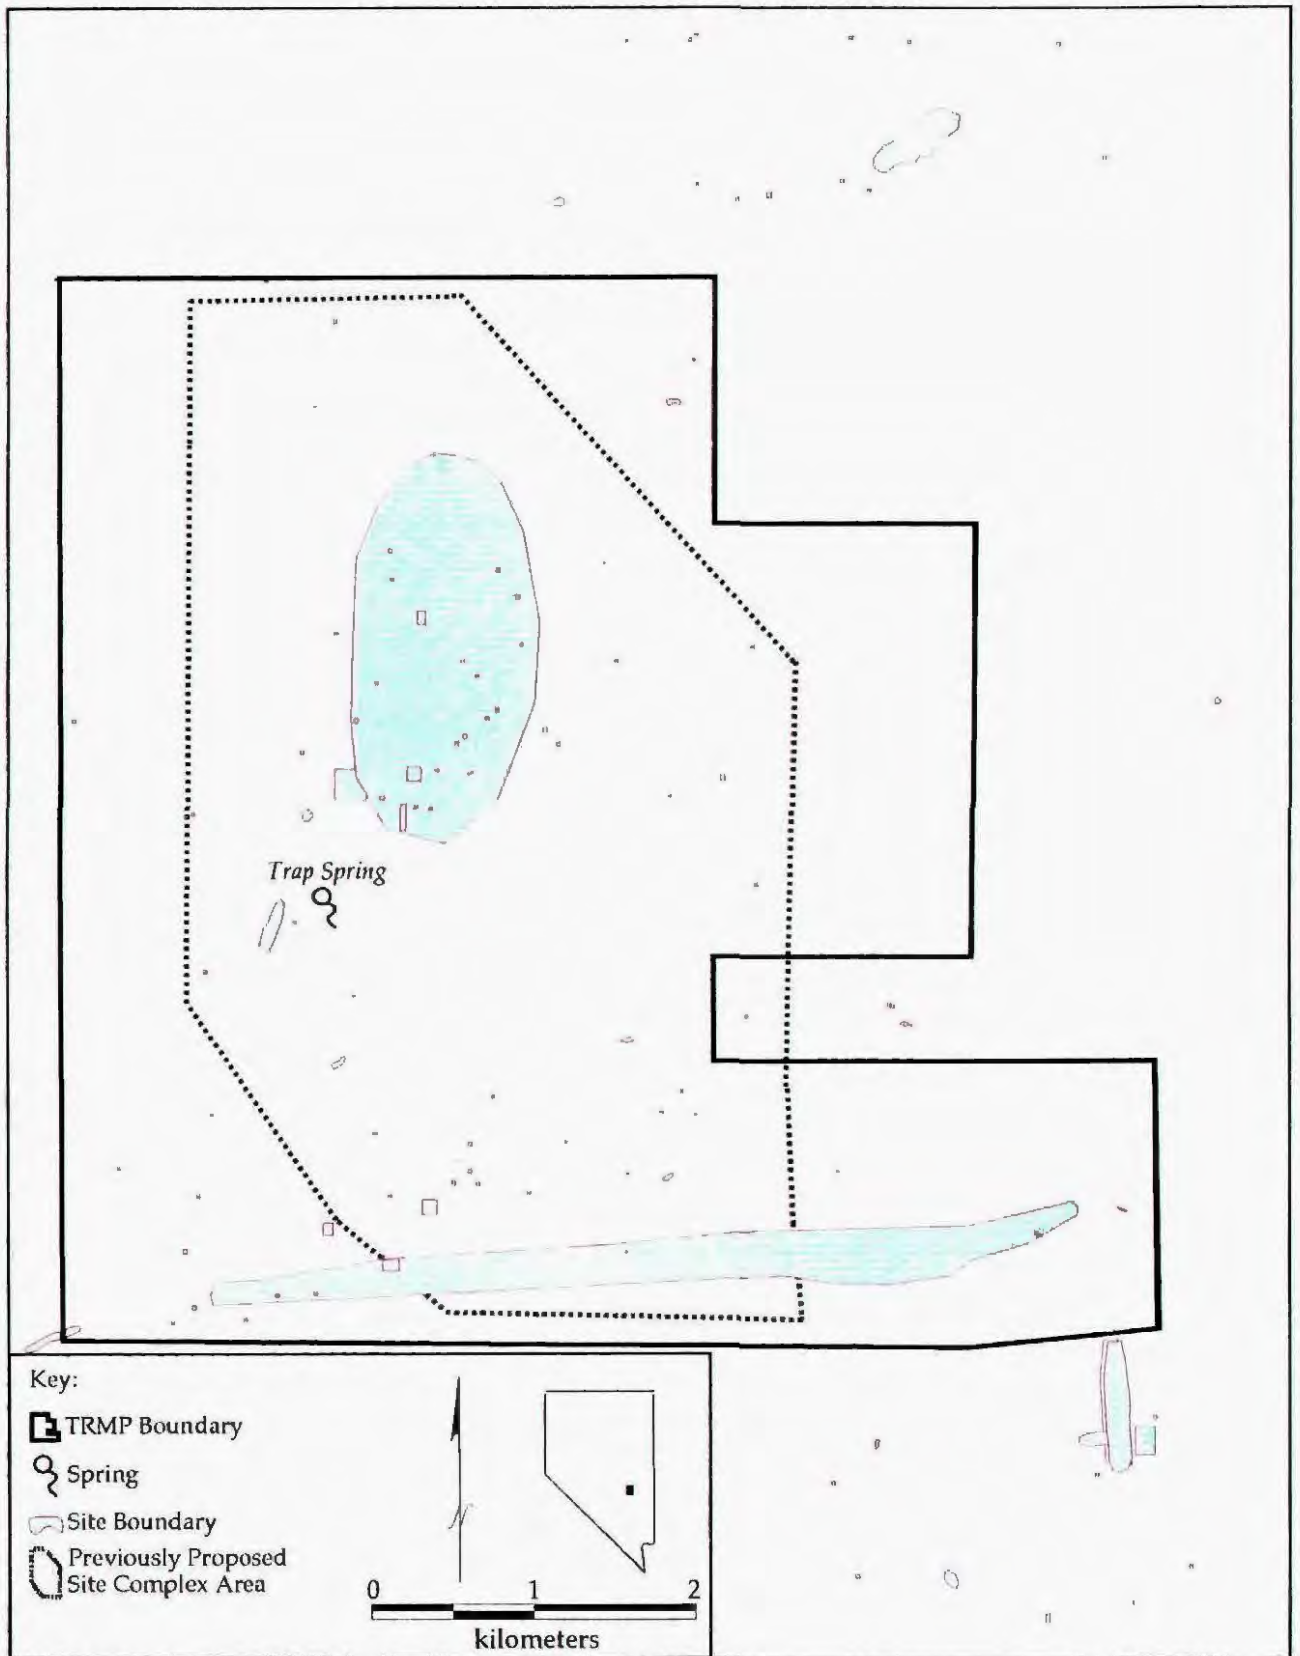 Trap Spring
Key:
TRMP Boundary
Spring
Site Boundary
Previously Proposed
Site Complex Area
N
0 1 2
kilometers